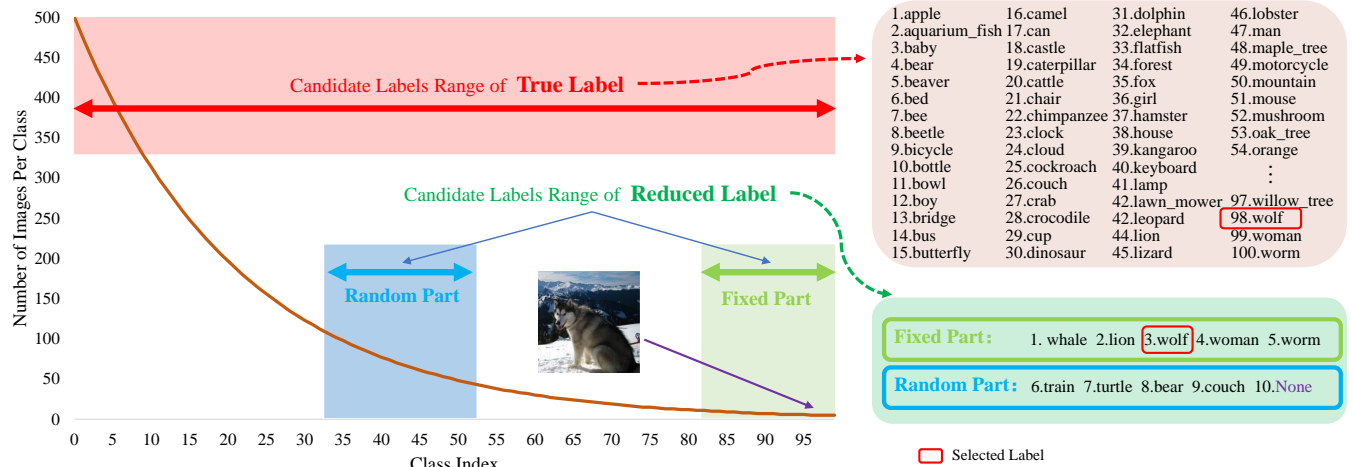 500
450
400
350
300
250
200
150
100
50
0
Number of Images Per Class
0 5 10 15 20 25 30 35 40 45 50 55 60 65 70 75 80 85 90 95
Class Index
Candidate Labels Range of True Label
Candidate Labels Range of Reduced Label
Random Part
Fixed Part
1.apple 16.camel 31.dolphin 46.lobster
2.aquarium_fish 17.can 32.elephant 47.man
3.baby 18.castle 33.flatfish 48.maple_tree
4.bear 19.caterpillar 34.forest 49.motorcycle
5.beaver 20.cattle 35.fox 50.mountain
6.bed 21.chair 36.girl 51.mouse
7.bee 22.chimpanzee 37.hamster 52.mushroom
8.beetle 23.clock 38.house 53.oak_tree
9.bicycle 24.cloud 39.kangaroo 54.orange
10.bottle 25.cockroach 40.keyboard ⋮
11.bowl 26.couch 41.lamp
12.boy 27.crab 42.lawn_mower 97.willow_tree
13.bridge 28.crocodile 42.leopard 98.wolf
14.bus 29.cup 44.lion 99.woman
15.butterfly 30.dinosaur 45.lizard 100.worm
Fixed Part: 1. whale 2.lion 3.wolf 4.woman 5.worm
Random Part: 6.train 7.turtle 8.bear 9.couch 10.None
Selected Label